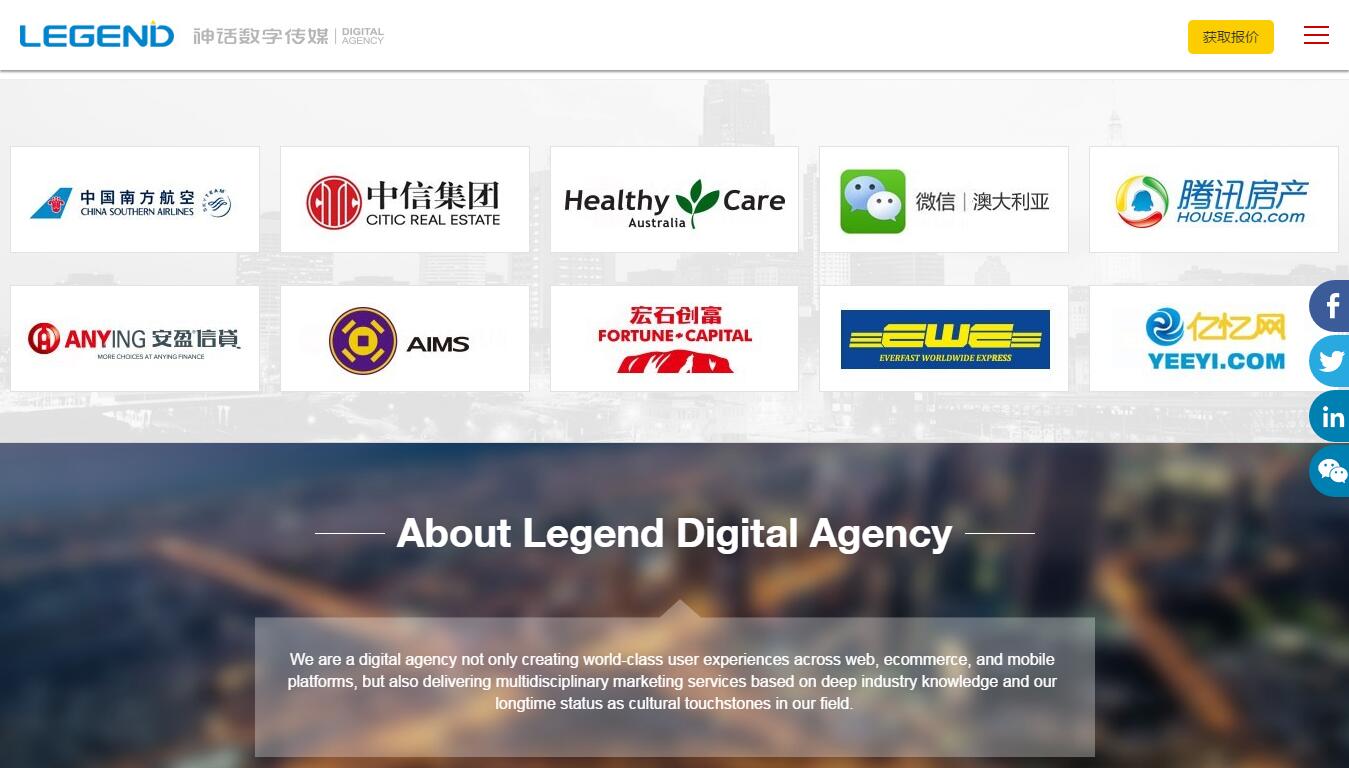 LEGEND 神话数字传媒 DIGITAL AGENCY
获取报价
中国南方航空
CHINA SOUTHERN AIRLINES
SKYTEAM
中信集团
CITIC REAL ESTATE
Healthy Care
Australia
微信 | 澳大利亚
腾讯房产
HOUSE.QQ.com
ANYING 安盈信貸
MORE CHOICES AT ANYING FINANCE
AIMS
宏石创富
FORTUNE CAPITAL
EWE
EVERFAST WORLDWIDE EXPRESS
亿忆网
YEEYI.COM
f
in
About Legend Digital Agency
We are a digital agency not only creating world-class user experiences across web, ecommerce, and mobile
platforms, but also delivering multidisciplinary marketing services based on deep industry knowledge and our
longtime status as cultural touchstones in our field.